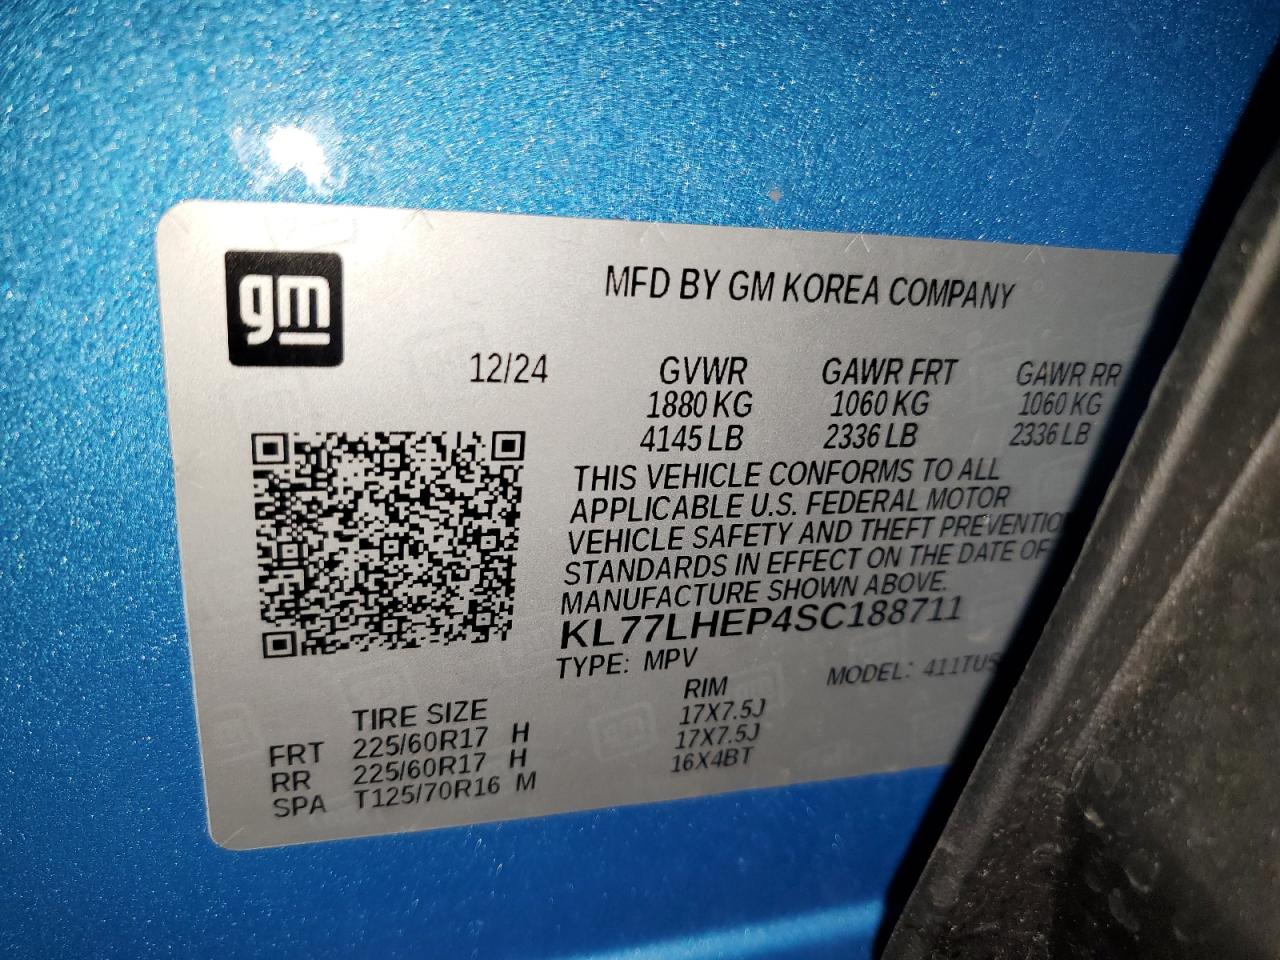 gm
MFD BY GM KOREA COMPANY
12/24 GVWR GAWR FRT GAWR RR
1880 KG 1060 KG 1060 KG
4145 LB 2336 LB 2336 LB
THIS VEHICLE CONFORMS TO ALL
APPLICABLE U.S. FEDERAL MOTOR
VEHICLE SAFETY AND THEFT PREVENTIO
STANDARDS IN EFFECT ON THE DATE OF
MANUFACTURE SHOWN ABOVE.
KL77LHEP4SC188711
TYPE: MPV MODEL: 411TUS
TIRE SIZE RIM
FRT 225/60R17 H 17X7.5J
RR 225/60R17 H 17X7.5J
SPA T125/70R16 M 16X4BT